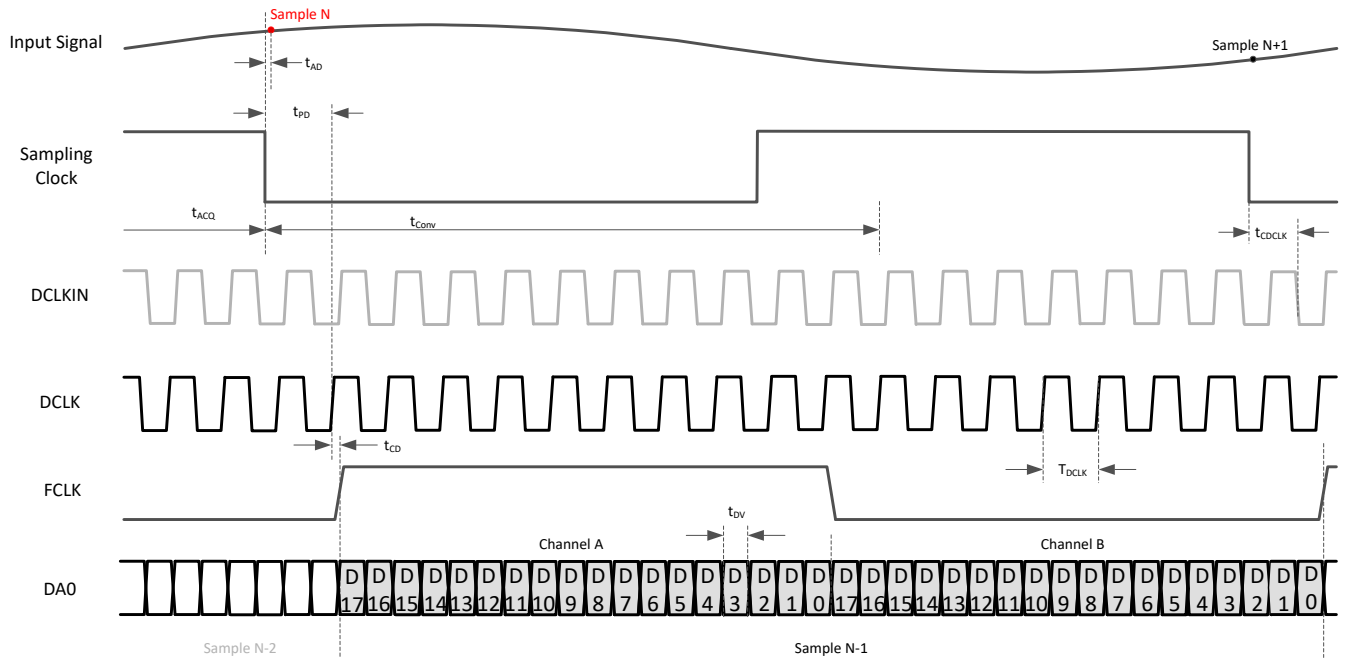 Sample N
Input Signal
Sample N+1
tAD
tPD
Sampling
Clock
tACQ
tConv
tCDCLK
DCLKIN
DCLK
tCD
TDCLK
FCLK
tDV
Channel A
Channel B
DA0
D D D D D D D D D D D D D D D D D D D D D D D D D D D D D D D D D D D D
17 16 15 14 13 12 11 10 9 8 7 6 5 4 3 2 1 0 17 16 15 14 13 12 11 10 9 8 7 6 5 4 3 2 1 0
Sample N-2
Sample N-1